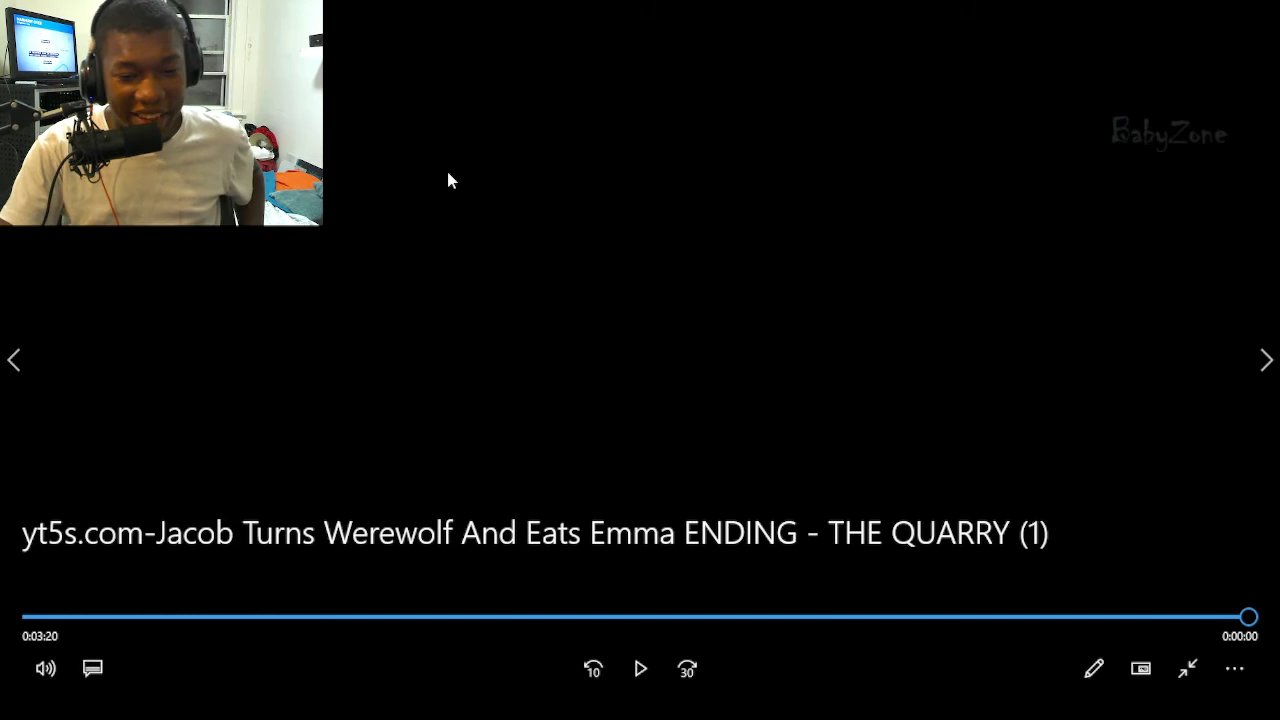 BabyZone
yt5s.com-Jacob Turns Werewolf And Eats Emma ENDING - THE QUARRY (1)
0:03:20
0:00:00
10
30